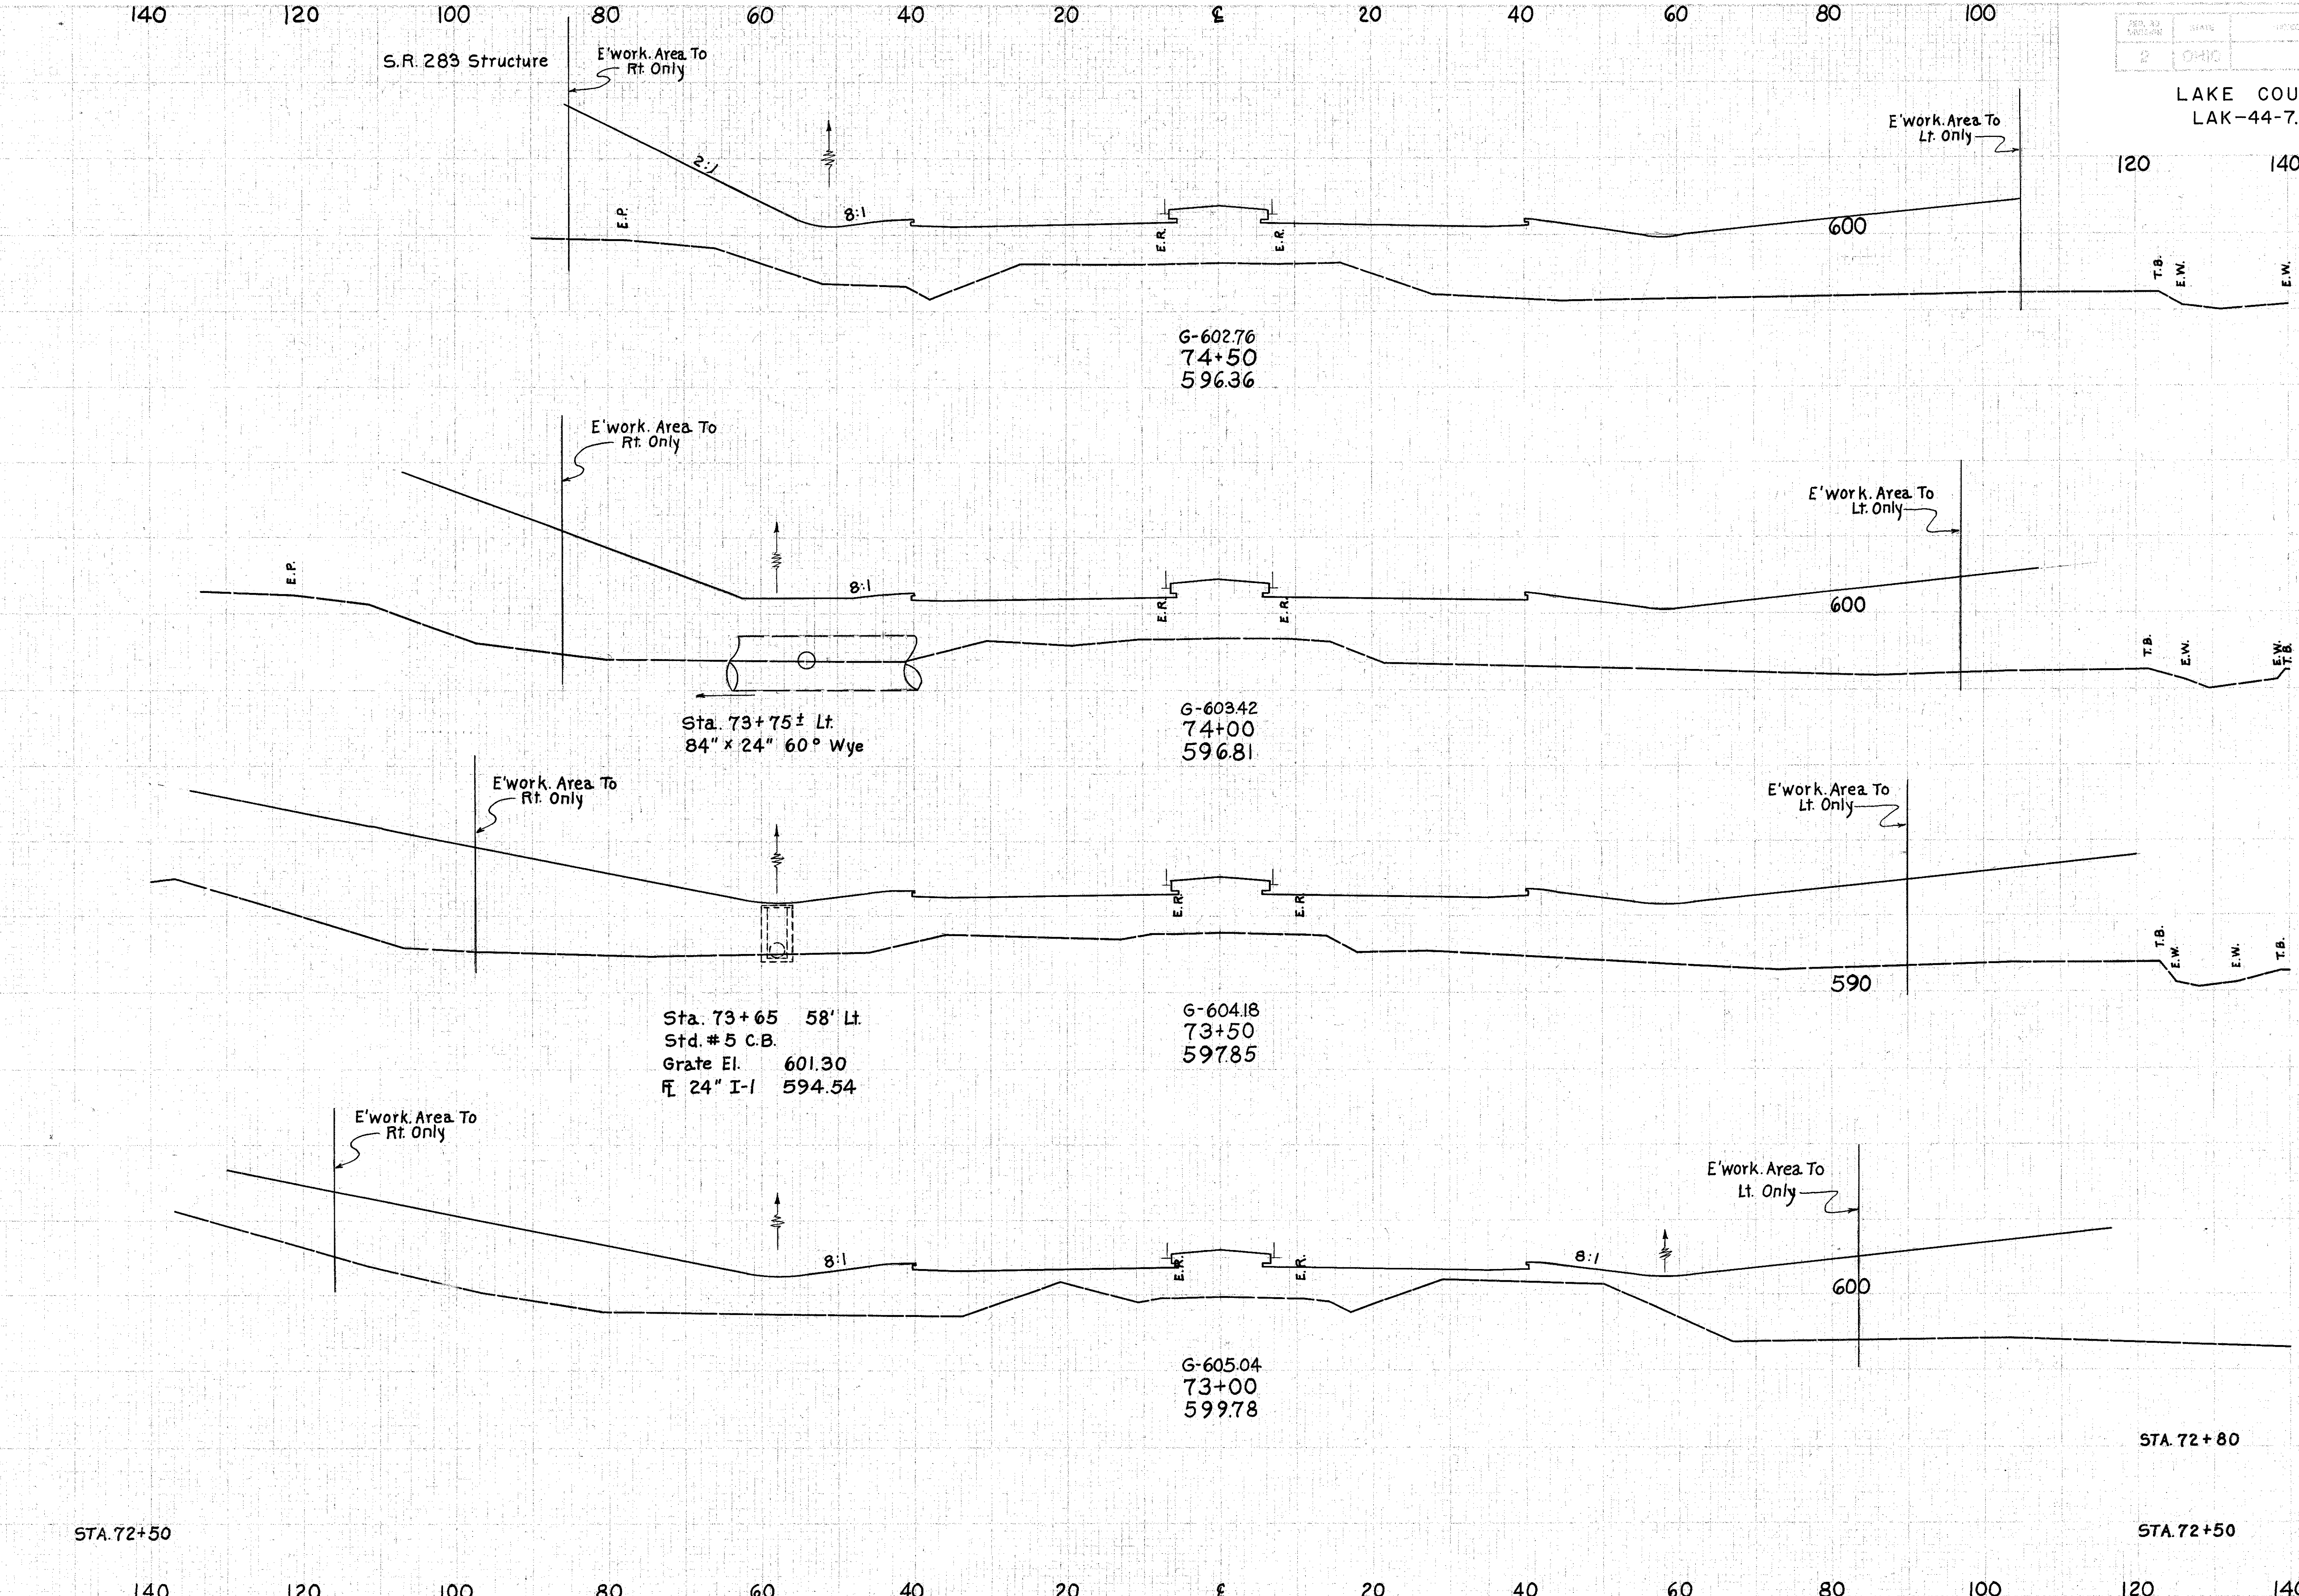 140 120 100 80 60 40 20 ℄ 20 40 60 80 100
2 OHIO
LAKE COU
LAK-44-7.
120 140
S.R. 283 Structure
E'work. Area To
Rt. Only
E'work. Area To
Lt. Only
2:1
8:1
E.P.
E.R.
E.R.
600
T.B.
E.W.
E.W.
G-602.76
74+50
596.36
E'work. Area To
Rt. Only
E'work. Area To
Lt. Only
E.P.
8:1
E.R.
E.R.
600
T.B.
E.W.
E.W.
T.B.
Sta. 73+75± Lt.
84" x 24" 60° Wye
G-603.42
74+00
596.81
E'work. Area To
Rt. Only
E'work. Area To
Lt. Only
E.R.
E.R.
T.B.
E.W.
E.W.
T.B.
590
Sta. 73+65 58' Lt.
Std. #5 C.B.
Grate El. 601.30
℄ 24" I-1 594.54
G-604.18
73+50
597.85
E'work. Area To
Rt. Only
E'work. Area To
Lt. Only
8:1
E.R.
E.R.
8:1
600
G-605.04
73+00
599.78
STA. 72+80
STA. 72+50
STA. 72+50
140 120 100 80 60 40 20 ℄ 20 40 60 80 100 120 140